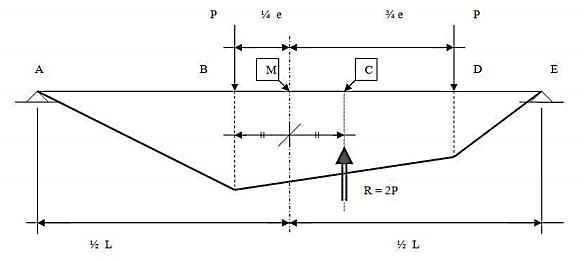 P ¼ e ¾ e P
A B M C D E
R = 2P
½ L ½ L